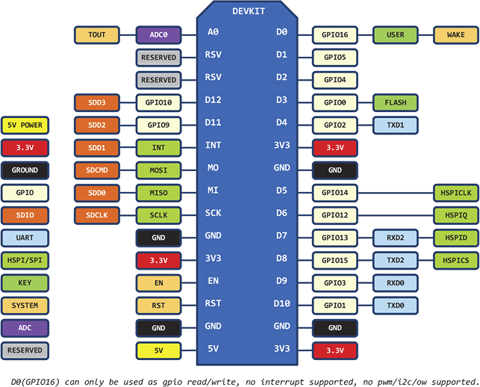 DEVKIT
TOUT ADC0 A0 D0 GPIO16 USER WAKE
RESERVED RSV D1 GPIO5
RESERVED RSV D2 GPIO4
SDD3 GPIO10 D12 D3 GPIO0 FLASH
5V POWER SDD2 GPIO9 D11 D4 GPIO2 TXD1
3.3V SDD1 INT INT 3V3 3.3V
GROUND SDCMD MOSI MO GND GND
GPIO SDD0 MISO MI D5 GPIO14 HSPICLK
SDIO SDCLK SCLK SCK D6 GPIO12 HSPIQ
UART GND GND D7 GPIO13 RXD2 HSPID
HSPI/SPI 3.3V 3V3 D8 GPIO15 TXD2 HSPICS
KEY EN EN D9 GPIO3 RXD0
SYSTEM RST RST D10 GPIO1 TXD0
ADC GND GND GND GND
RESERVED 5V 5V 3V3 3.3V
D0(GPIO16) can only be used as gpio read/write, no interrupt supported, no pwm/i2c/ow supported.